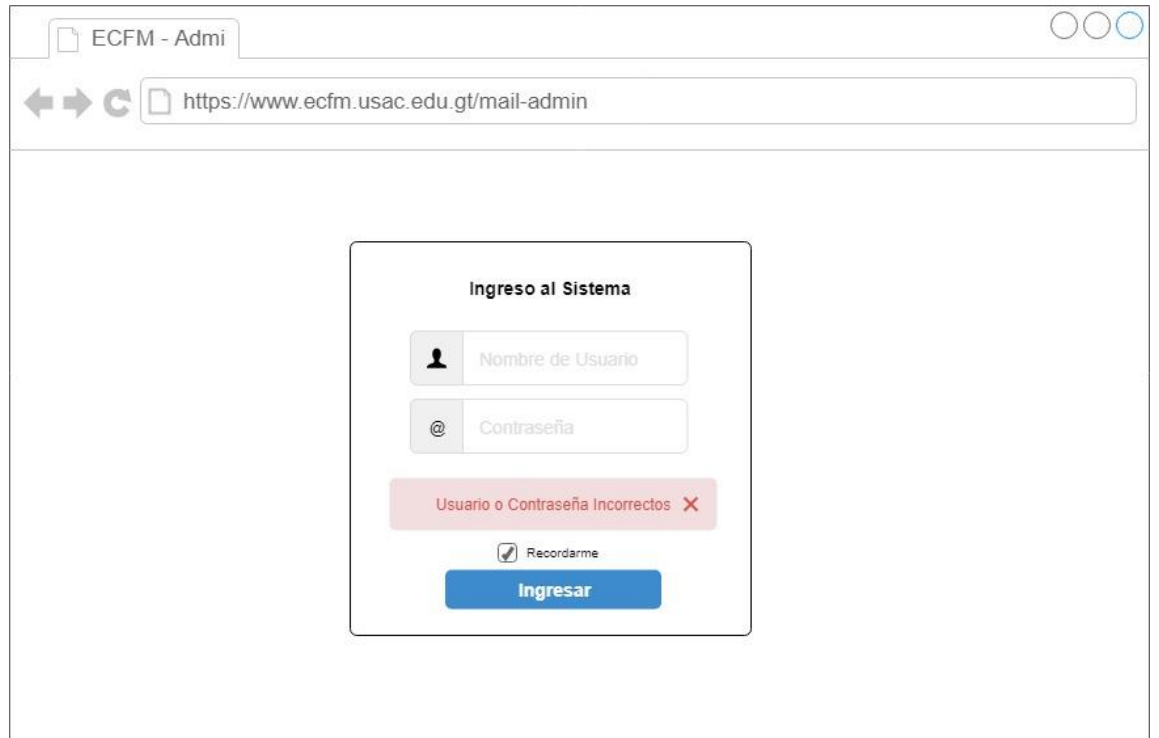 ECFM - Admi
https://www.ecfm.usac.edu.gt/mail-admin
Ingreso al Sistema
Nombre de Usuario
@ Contraseña
Usuario o Contraseña Incorrectos
Recordarme
Ingresar